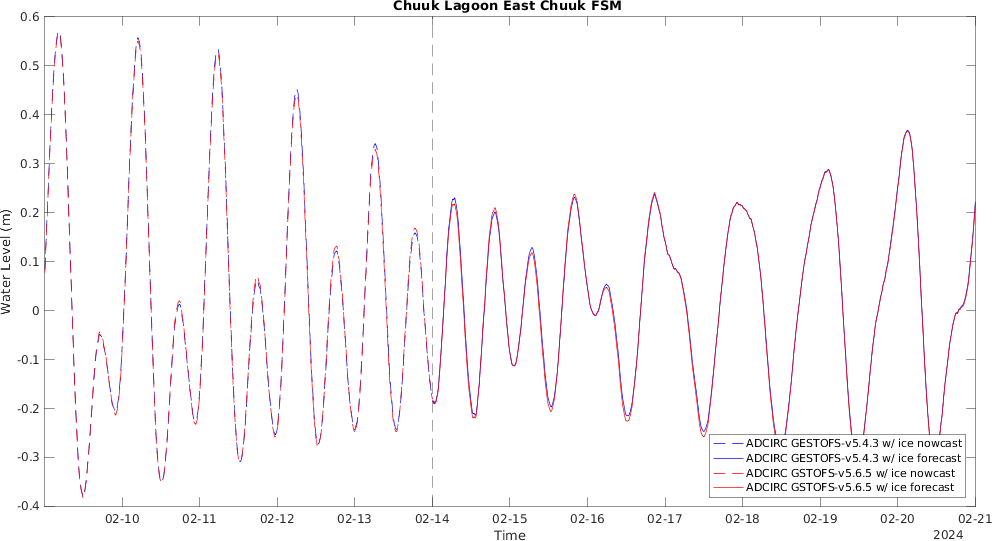 Chuuk Lagoon East Chuuk FSM
Water Level (m)
0.6
0.5
0.4
0.3
0.2
0.1
0
-0.1
-0.2
-0.3
-0.4
ADCIRC GESTOFS-v5.4.3 w/ ice nowcast
ADCIRC GESTOFS-v5.4.3 w/ ice forecast
ADCIRC GSTOFS-v5.6.5 w/ ice nowcast
ADCIRC GSTOFS-v5.6.5 w/ ice forecast
02-10 02-11 02-12 02-13 02-14 02-15 02-16 02-17 02-18 02-19 02-20 02-21
Time
2024